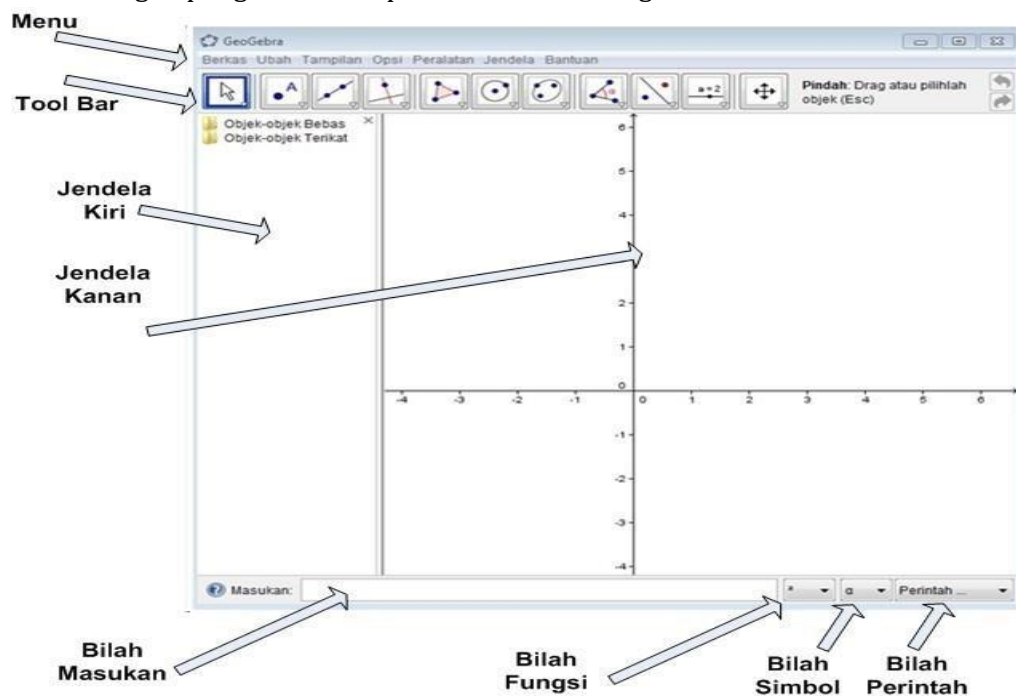 Menu
GeoGebra
Berkas Ubah Tampilan Opsi Peralatan Jendela Bantuan
A
α
a=2
Pindah: Drag atau pilihlah
objek (Esc)
Tool Bar
Objek-objek Bebas
Objek-objek Terikat
Jendela
Kiri
Jendela
Kanan
6
5
4
2
1
0
-4 -3 -2 -1 0 1 2 3 4 5 6
-1
-2
-3
-4
Masukan:
α
Perintah ...
Bilah
Masukan
Bilah
Fungsi
Bilah
Simbol
Bilah
Perintah